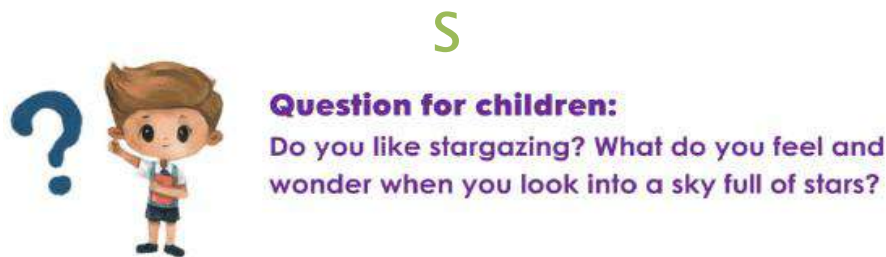 S
?
Question for children:
Do you like stargazing? What do you feel and
wonder when you look into a sky full of stars?